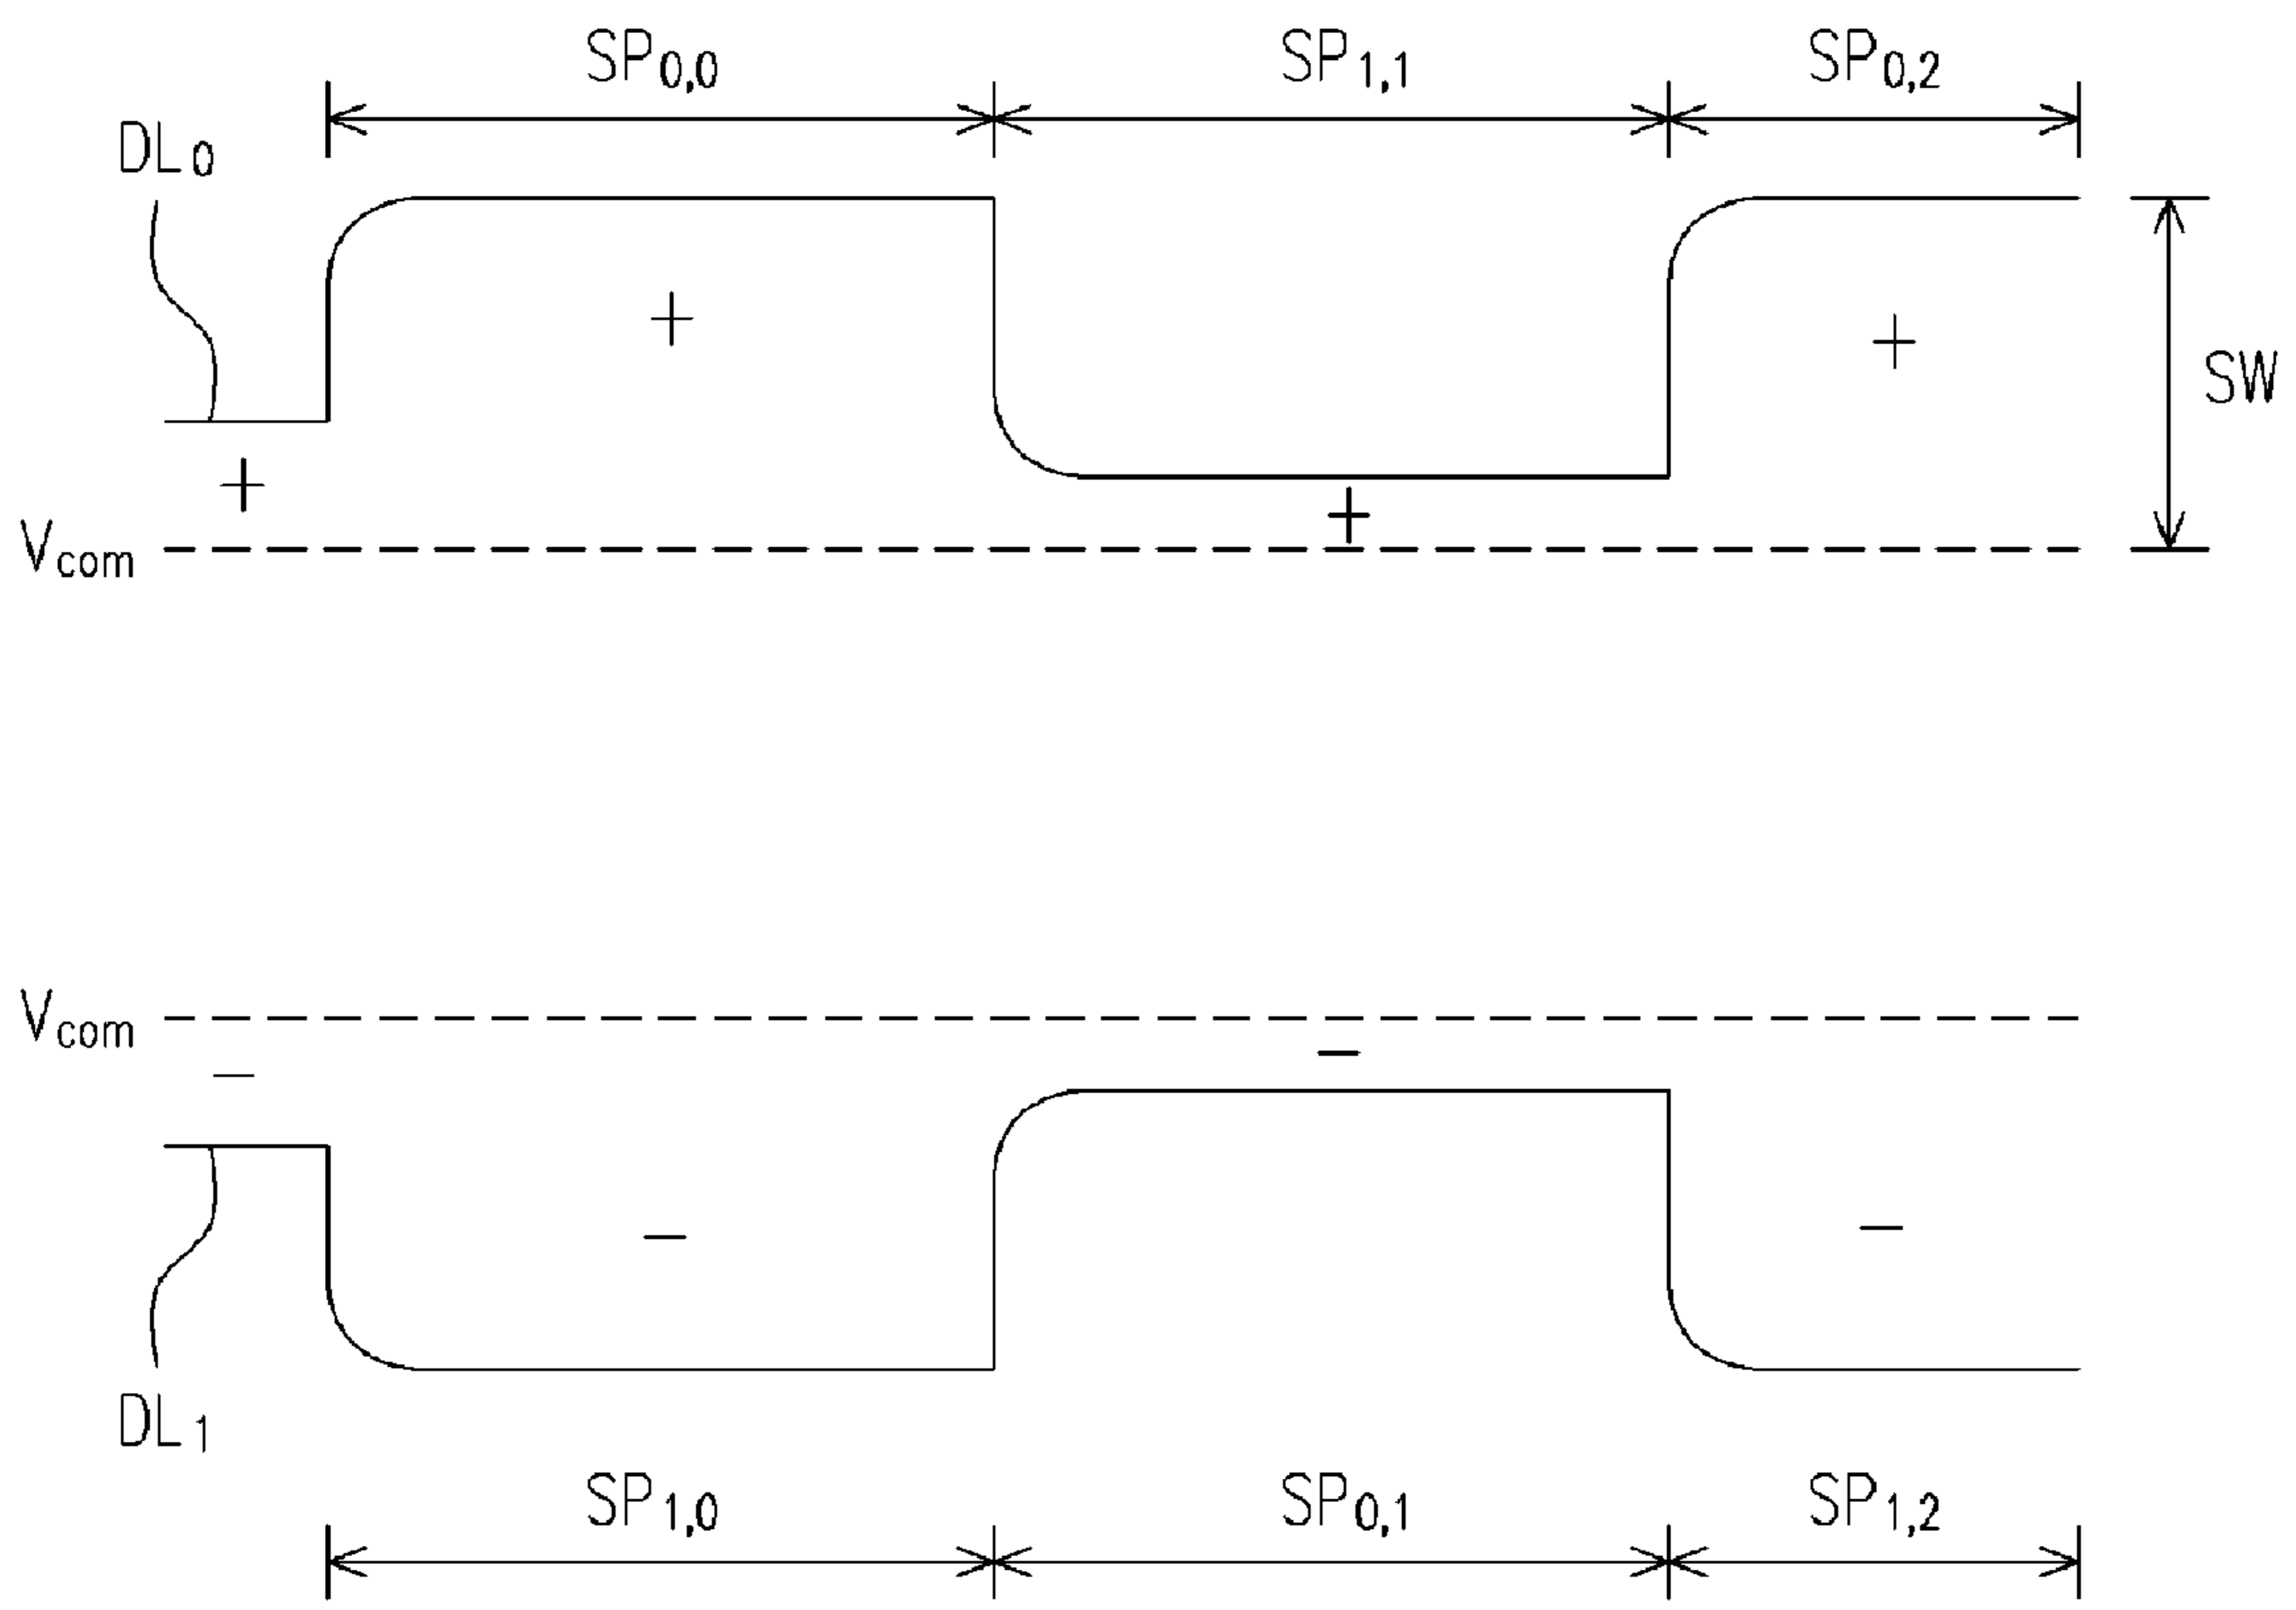 SP0,0 SP1,1 SP0,2
DL0
+
+
SW
+
+
Vcom
Vcom
−
−
−
−
DL1
SP1,0 SP0,1 SP1,2